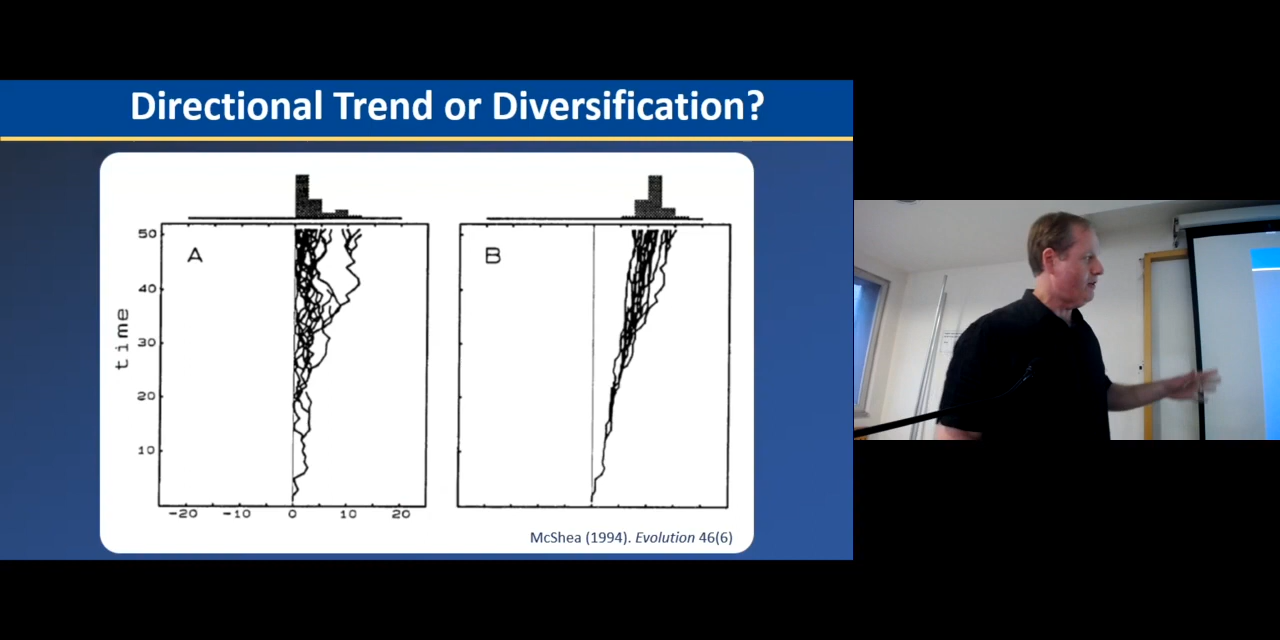 Directional Trend or Diversification?
A
B
time
50
40
30
20
10
-20 -10 0 10 20
McShea (1994). Evolution 46(6)